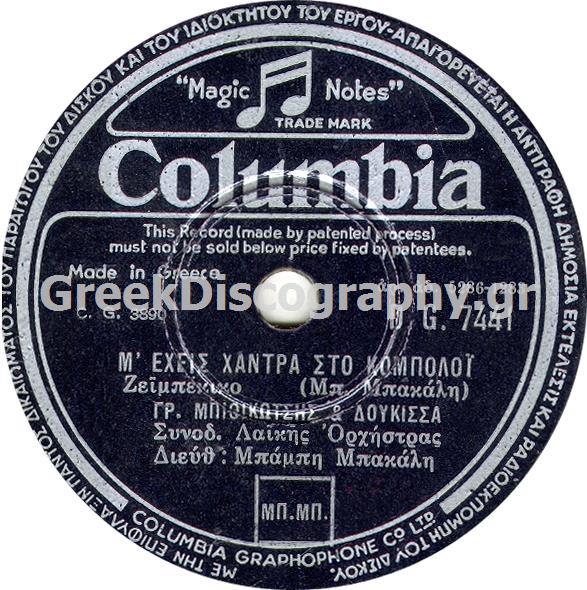 ΜΕ ΤΗΝ ΕΠΙΦΥΛΑΞΙΝ ΠΑΝΤΟΣ ΔΙΚΑΙΩΜΑΤΟΣ ΤΟΥ ΠΑΡΑΓΩΓΟΥ ΤΟΥ ΔΙΣΚΟΥ ΚΑΙ ΤΟΥ ΙΔΙΟΚΤΗΤΟΥ ΤΟΥ ΕΡΓΟΥ-ΑΠΑΓΟΡΕΥΕΤΑΙ Η ΑΝΤΙΓΡΑΦΗ ΔΗΜΟΣΙΑ ΕΚΤΕΛΕΣΙΣ ΚΑΙ ΡΑΔΙΟΕΚΠΟΜΠΗ ΤΟΥ ΔΙΣΚΟΥ.
"Magic Notes"
TRADE MARK
Columbia
This Record (made by patented process)
must not be sold below price fixed by patentees.
Made in Greece
GreekDiscography.gr
C. G. 3890
G. 7441
Μ' ΕΧΕΙΣ ΧΑΝΤΡΑ ΣΤΟ ΚΟΜΠΟΛΟΪ
Ζεϊμπέκικο (Μπ. Μπακάλη)
ΓΡ. ΜΠΙΘΙΚΩΤΣΗΣ & ΔΟΥΚΙΣΣΑ
Συνοδ. Λαϊκῆς Ὀρχήστρας
Διεύθ: Μπάμπη Μπακάλη
ΜΠ.ΜΠ.
COLUMBIA GRAPHOPHONE CO LTD